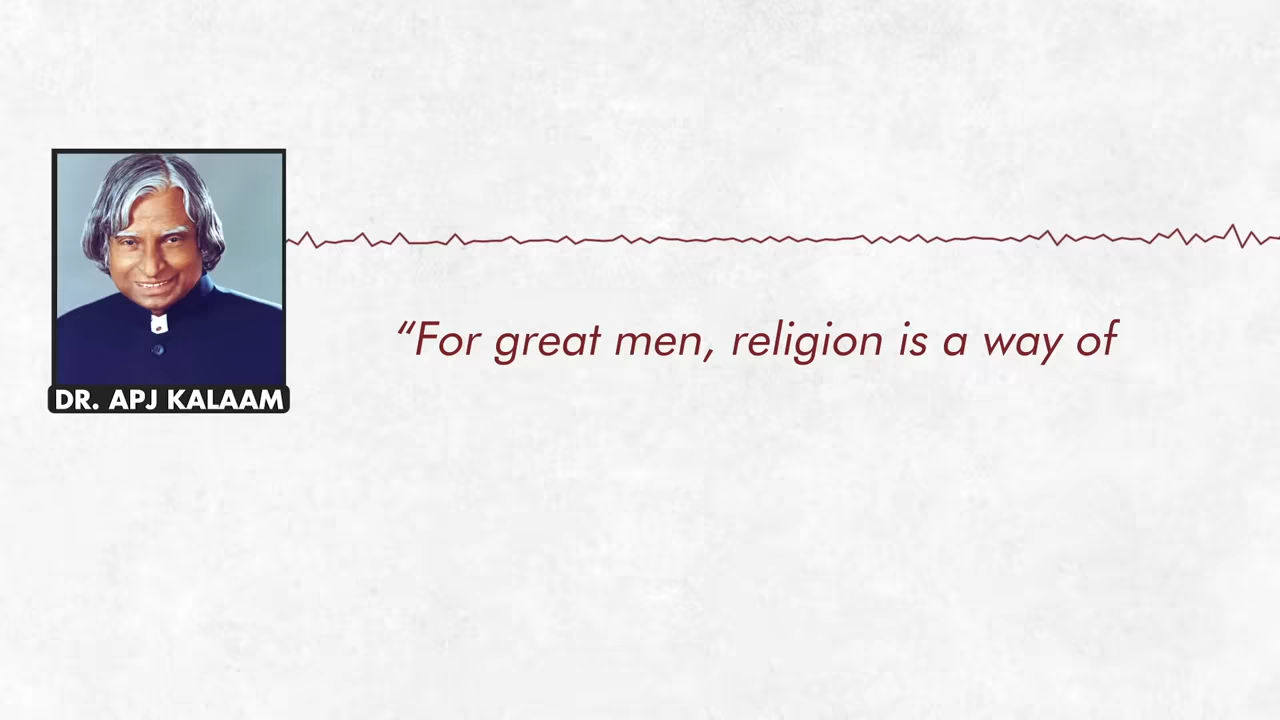 DR. APJ KALAAM
“For great men, religion is a way of